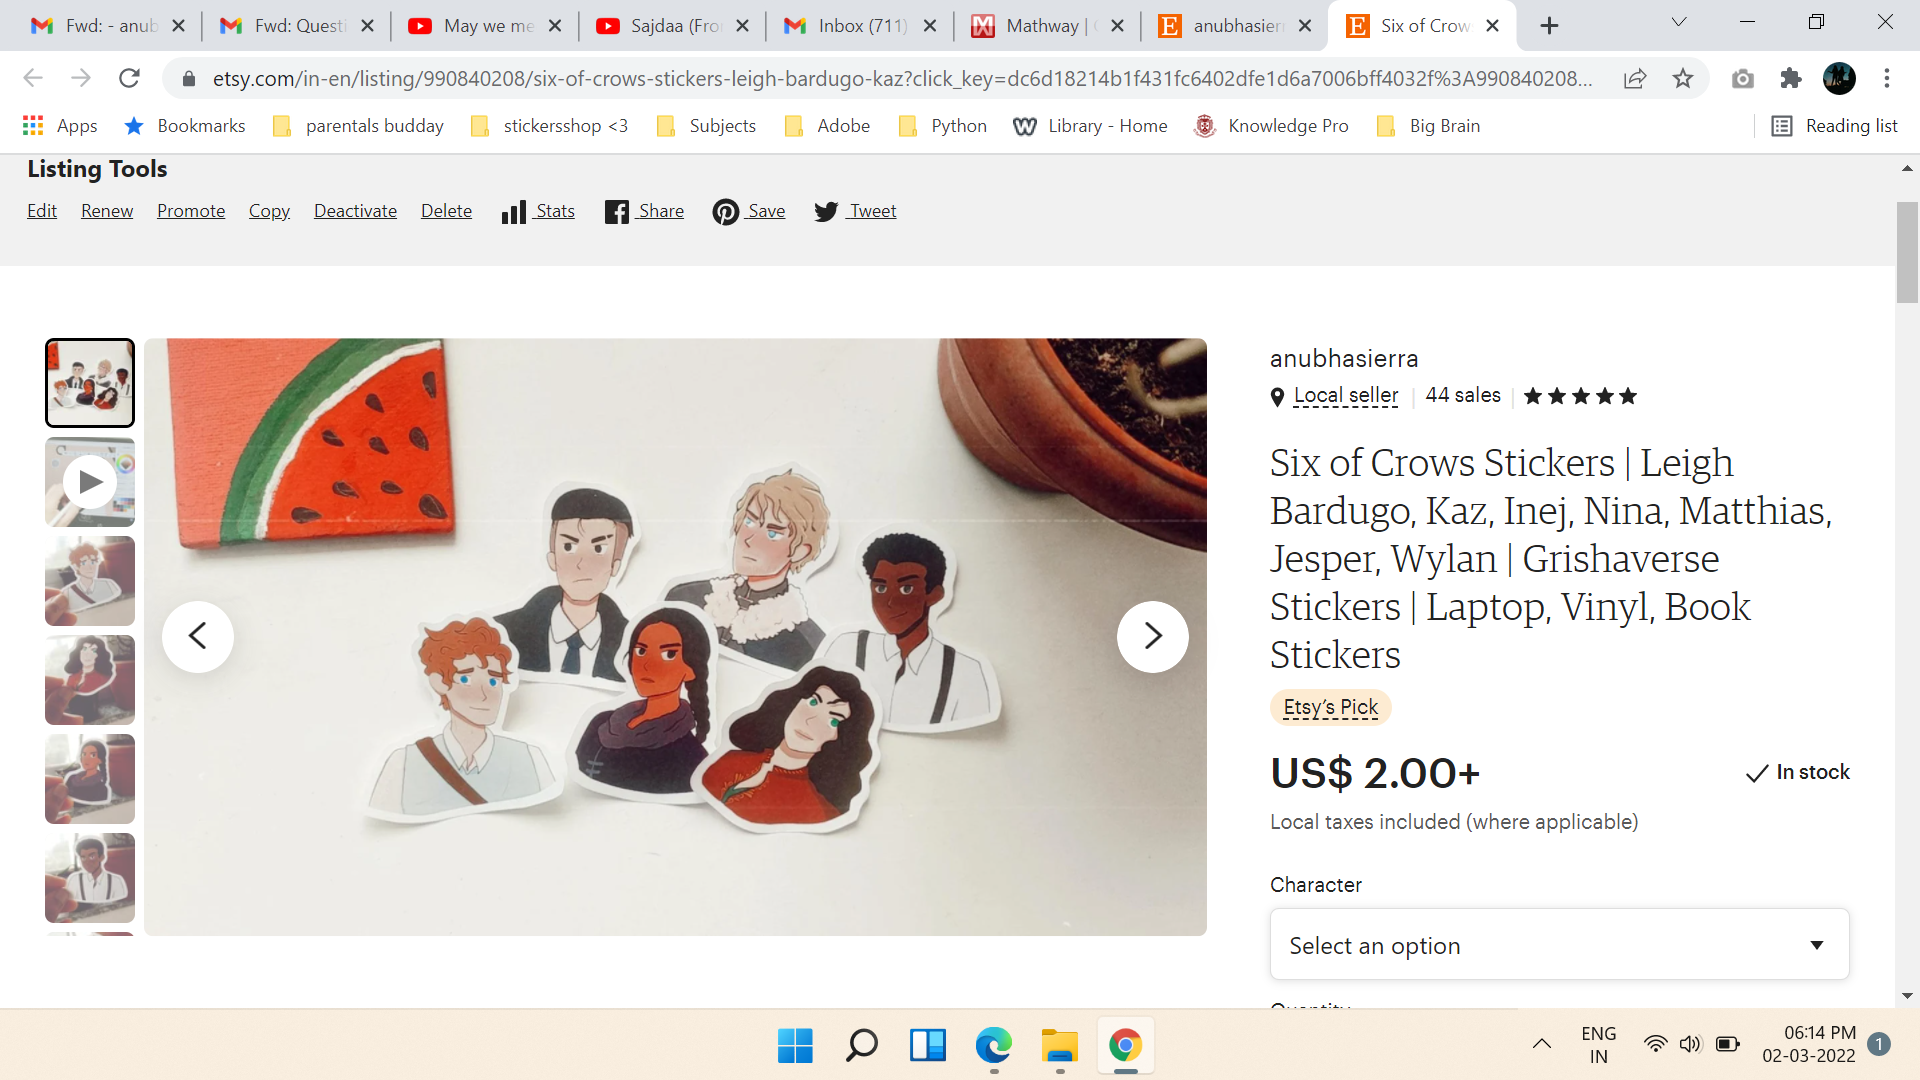 Fwd: - anub
Fwd: Questi
May we me
Sajdaa (Fro
Inbox (711)
Mathway |
anubhasierr
Six of Crow
etsy.com/in-en/listing/990840208/six-of-crows-stickers-leigh-bardugo-kaz?click_key=dc6d18214b1f431fc6402dfe1d6a7006bff4032f%3A990840208...
Apps
Bookmarks
parentals budday
stickersshop <3
Subjects
Adobe
Python
Library - Home
Knowledge Pro
Big Brain
Reading list
Listing Tools
Edit
Renew
Promote
Copy
Deactivate
Delete
Stats
Share
Save
Tweet
anubhasierra
Local seller
44 sales
Six of Crows Stickers | Leigh
Bardugo, Kaz, Inej, Nina, Matthias,
Jesper, Wylan | Grishaverse
Stickers | Laptop, Vinyl, Book
Stickers
Etsy's Pick
US$ 2.00+
In stock
Local taxes included (where applicable)
Character
Select an option
Quantity
ENG
IN
06:14 PM
02-03-2022
1